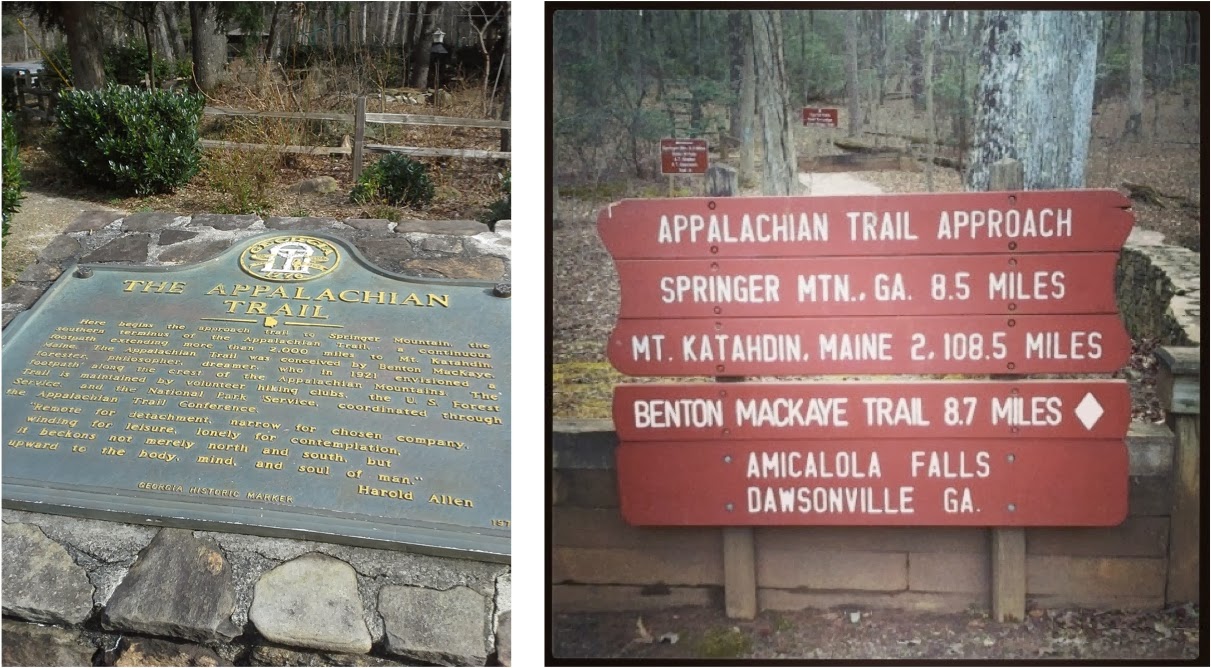 GEORGIA
1776
THE APPALACHIAN
TRAIL
Here begins the approach trail to Springer Mountain, the
southern terminus of the Appalachian Trail, a continuous
footpath extending more than 2,000 miles to Mt. Katahdin,
Maine. The Appalachian Trail was conceived by Benton MacKaye,
forester, philosopher, dreamer, who in 1921 envisioned a
footpath along the crest of the Appalachian Mountains. The
Trail is maintained by volunteer hiking clubs, the U. S. Forest
Service and the National Park Service, coordinated through
the Appalachian Trail Conference.
"Remote for detachment, narrow for chosen company,
winding for leisure, lonely for contemplation,
it beckons not merely north and south, but
upward to the body, mind, and soul of man."
Harold Allen
GEORGIA HISTORIC MARKER
APPALACHIAN TRAIL APPROACH
SPRINGER MTN., GA. 8.5 MILES
MT. KATAHDIN, MAINE 2,108.5 MILES
BENTON MACKAYE TRAIL 8.7 MILES
AMICALOLA FALLS
DAWSONVILLE GA.